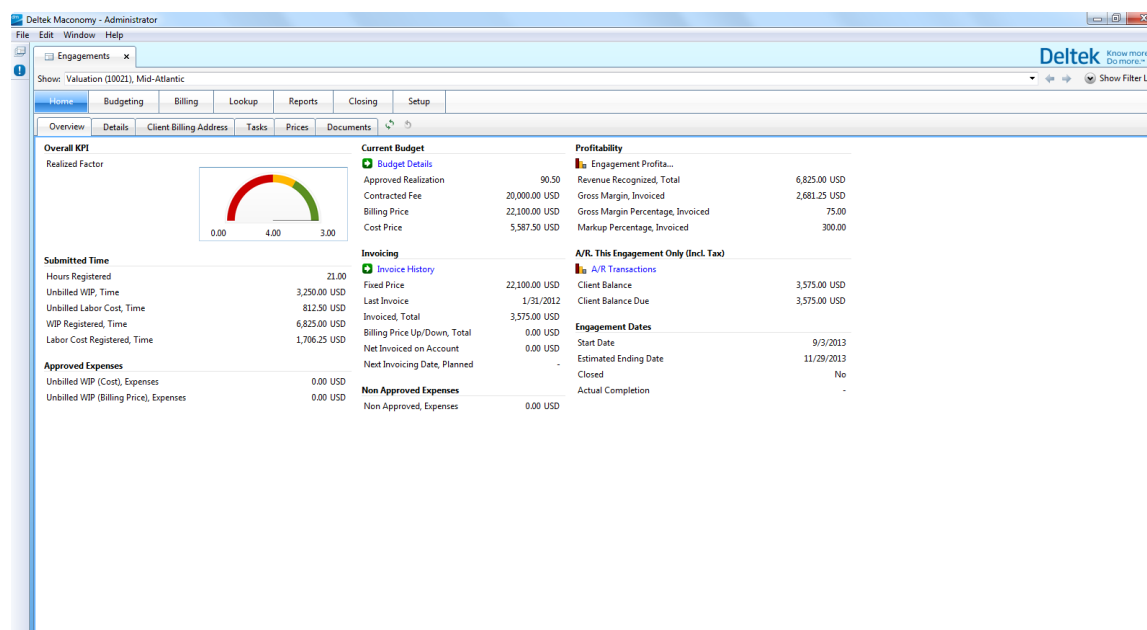 Deltek Maconomy - Administrator
File Edit Window Help
Engagements x
Deltek Know more. Do more.™
Show: Valuation (10021), Mid-Atlantic
Show Filter L
Home Budgeting Billing Lookup Reports Closing Setup
Overview Details Client Billing Address Tasks Prices Documents
Overall KPI
Realized Factor
0.00 4.00 3.00
Submitted Time
Hours Registered 21.00
Unbilled WIP, Time 3,250.00 USD
Unbilled Labor Cost, Time 812.50 USD
WIP Registered, Time 6,825.00 USD
Labor Cost Registered, Time 1,706.25 USD
Approved Expenses
Unbilled WIP (Cost), Expenses 0.00 USD
Unbilled WIP (Billing Price), Expenses 0.00 USD
Current Budget
Budget Details
Approved Realization 90.50
Contracted Fee 20,000.00 USD
Billing Price 22,100.00 USD
Cost Price 5,587.50 USD
Invoicing
Invoice History
Fixed Price 22,100.00 USD
Last Invoice 1/31/2012
Invoiced, Total 3,575.00 USD
Billing Price Up/Down, Total 0.00 USD
Net Invoiced on Account 0.00 USD
Next Invoicing Date, Planned -
Non Approved Expenses
Non Approved, Expenses 0.00 USD
Profitability
Engagement Profita...
Revenue Recognized, Total 6,825.00 USD
Gross Margin, Invoiced 2,681.25 USD
Gross Margin Percentage, Invoiced 75.00
Markup Percentage, Invoiced 300.00
A/R. This Engagement Only (Incl. Tax)
A/R Transactions
Client Balance 3,575.00 USD
Client Balance Due 3,575.00 USD
Engagement Dates
Start Date 9/3/2013
Estimated Ending Date 11/29/2013
Closed No
Actual Completion -